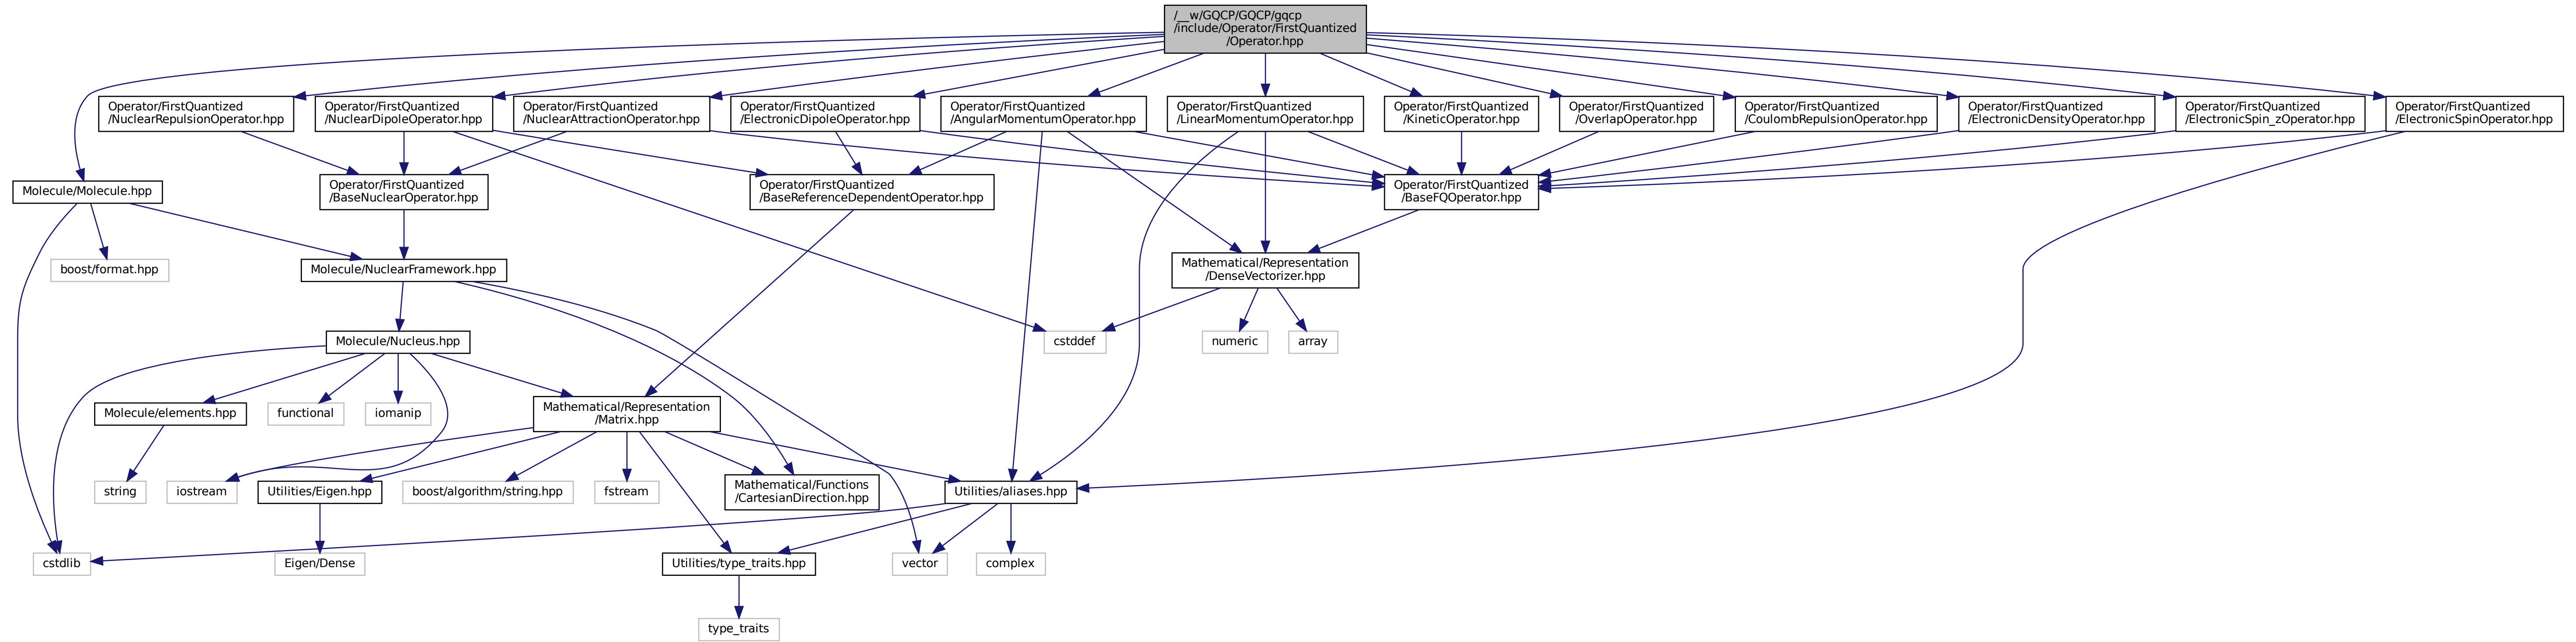 /__w/GQCP/GQCP/gqcp
/include/Operator/FirstQuantized
/Operator.hpp
Operator/FirstQuantized
/NuclearRepulsionOperator.hpp
Operator/FirstQuantized
/NuclearDipoleOperator.hpp
Operator/FirstQuantized
/NuclearAttractionOperator.hpp
Operator/FirstQuantized
/ElectronicDipoleOperator.hpp
Operator/FirstQuantized
/AngularMomentumOperator.hpp
Operator/FirstQuantized
/LinearMomentumOperator.hpp
Operator/FirstQuantized
/KineticOperator.hpp
Operator/FirstQuantized
/OverlapOperator.hpp
Operator/FirstQuantized
/CoulombRepulsionOperator.hpp
Operator/FirstQuantized
/ElectronicDensityOperator.hpp
Operator/FirstQuantized
/ElectronicSpin_zOperator.hpp
Operator/FirstQuantized
/ElectronicSpinOperator.hpp
Molecule/Molecule.hpp
Operator/FirstQuantized
/BaseNuclearOperator.hpp
Operator/FirstQuantized
/BaseReferenceDependentOperator.hpp
Operator/FirstQuantized
/BaseFQOperator.hpp
boost/format.hpp
Molecule/NuclearFramework.hpp
Mathematical/Representation
/DenseVectorizer.hpp
Molecule/Nucleus.hpp
cstddef
numeric
array
Molecule/elements.hpp
functional
iomanip
Mathematical/Representation
/Matrix.hpp
string
iostream
Utilities/Eigen.hpp
boost/algorithm/string.hpp
fstream
Mathematical/Functions
/CartesianDirection.hpp
Utilities/aliases.hpp
cstdlib
Eigen/Dense
Utilities/type_traits.hpp
vector
complex
type_traits